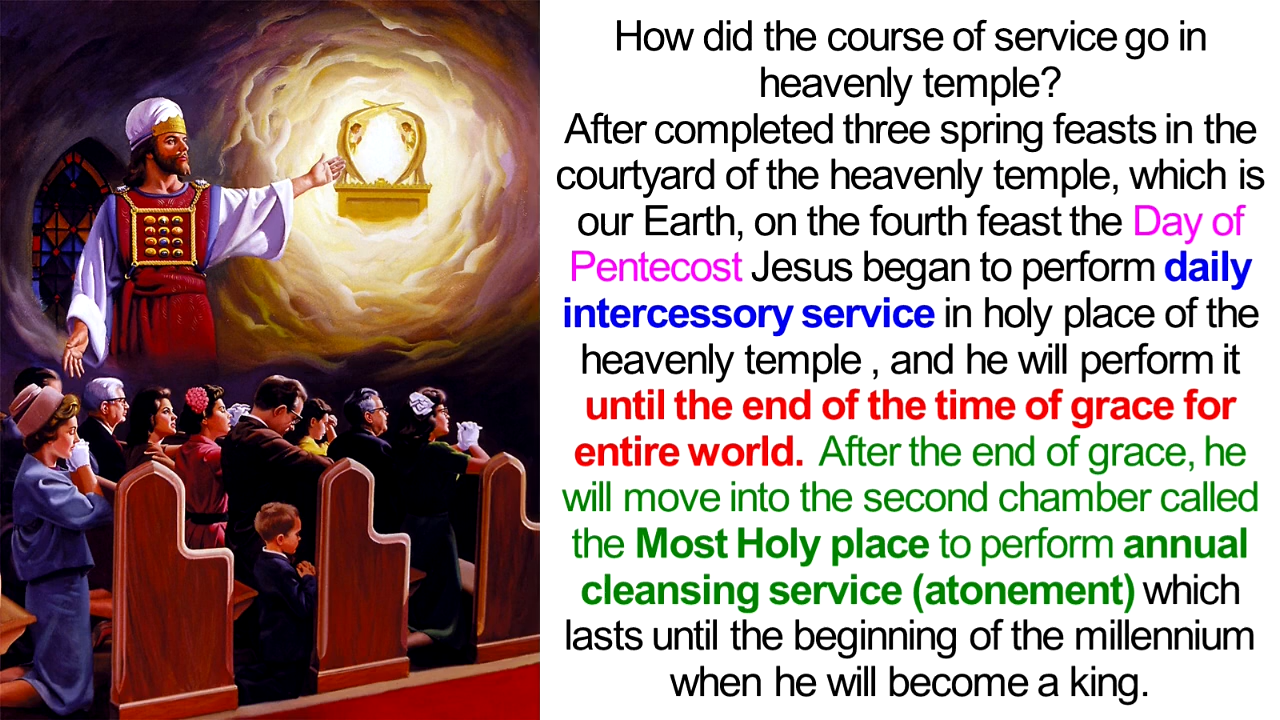 How did the course of service go in
heavenly temple?
After completed three spring feasts in the
courtyard of the heavenly temple, which is
our Earth, on the fourth feast the Day of
Pentecost Jesus began to perform daily
intercessory service in holy place of the
heavenly temple , and he will perform it
until the end of the time of grace for
entire world. After the end of grace, he
will move into the second chamber called
the Most Holy place to perform annual
cleansing service (atonement) which
lasts until the beginning of the millennium
when he will become a king.